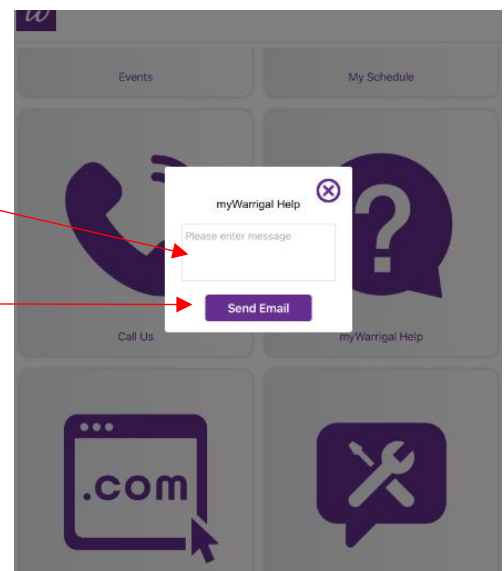 w
Events
My Schedule
myWarrigal Help
Please enter message
Send Email
Call Us
myWarrigal Help
.com